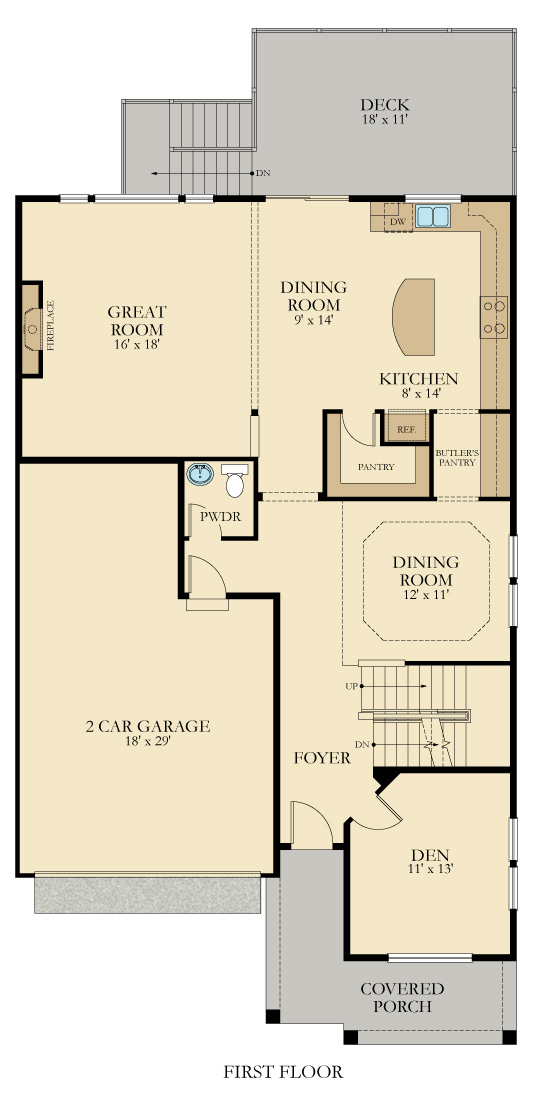 DECK
18' x 11'
DN
DW
GREAT
ROOM
16' x 18'
FIREPLACE
DINING
ROOM
9' x 14'
KITCHEN
8' x 14'
REF.
PANTRY
BUTLER'S
PANTRY
PWDR
DINING
ROOM
12' x 11'
UP
DN
2 CAR GARAGE
18' x 29'
FOYER
DEN
11' x 13'
COVERED
PORCH
FIRST FLOOR